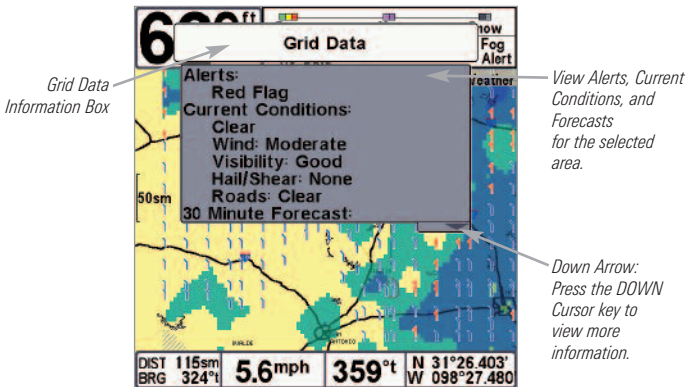 ft
Grid Data
now
Fog
Alert
Weather
Alerts:
Red Flag
Current Conditions:
Clear
Wind: Moderate
Visibility: Good
Hail/Shear: None
Roads: Clear
30 Minute Forecast:
50sm
UVALDE
DIST 115sm
BRG 324°t
5.6mph
359°t
N 31°26.403'
W 098°27.480
Grid Data
Information Box
View Alerts, Current
Conditions, and
Forecasts
for the selected
area.
Down Arrow:
Press the DOWN
Cursor key to
view more
information.